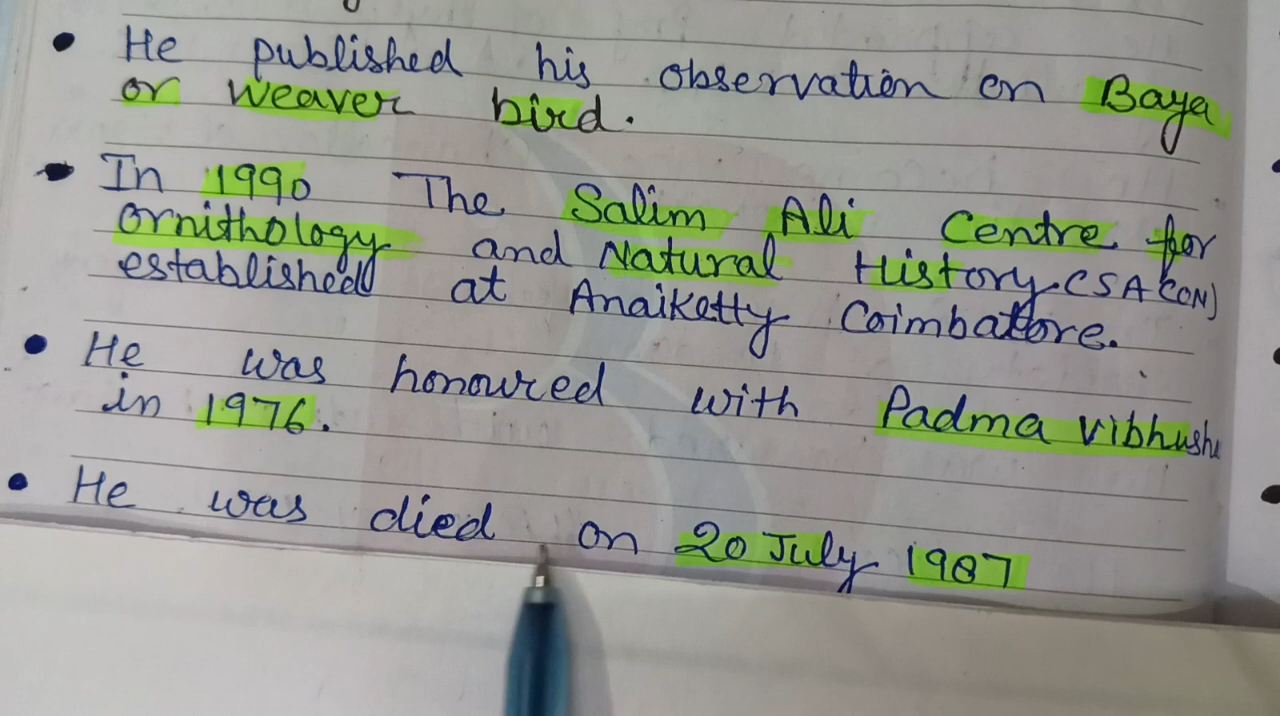 He published his observation on Baya
or weaver bird.
In 1990 The Salim Ali Centre for
ornithology and Natural History (SACON)
established at Anaiketty Coimbatore.
He was honoured with Padma vibhush
in 1976.
He was died on 20 July 1987